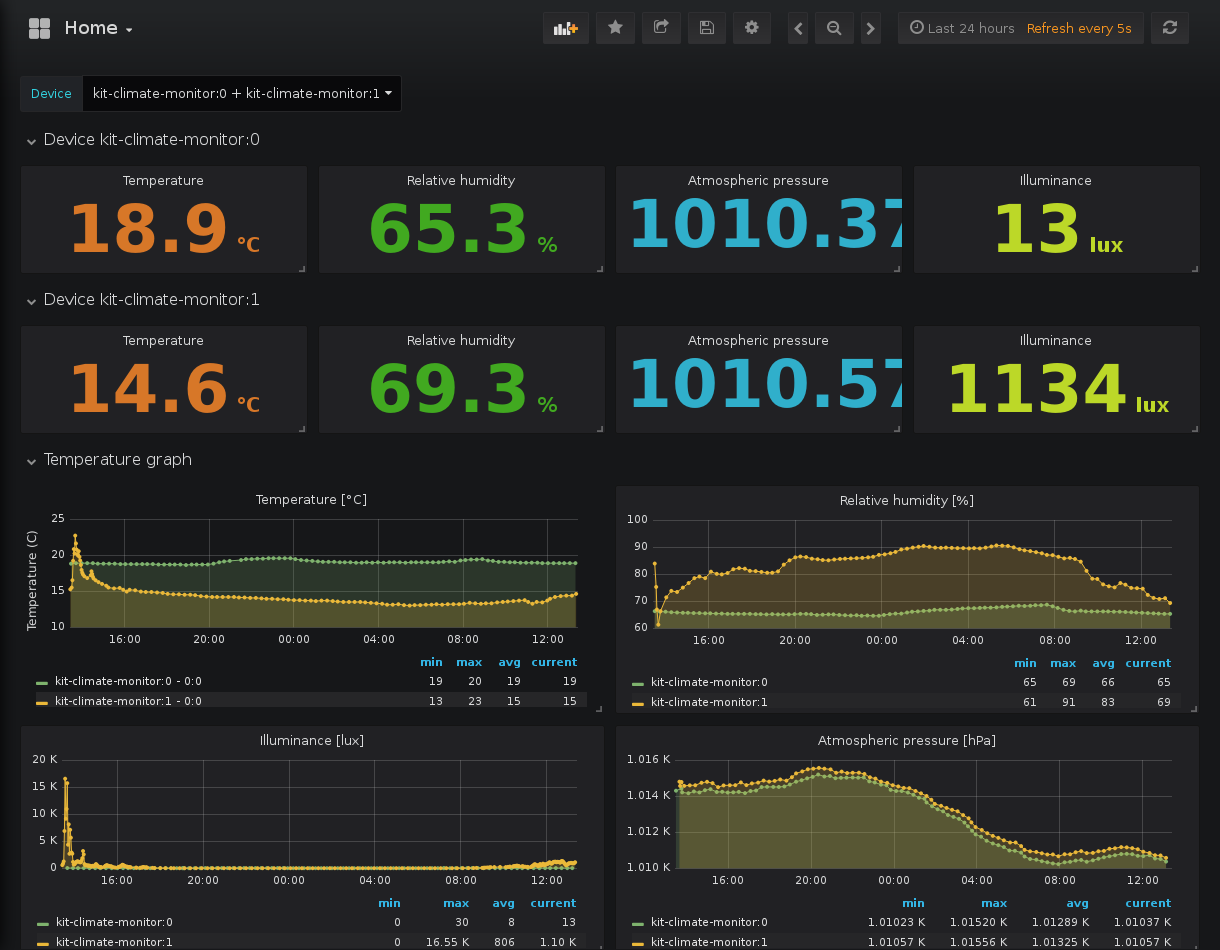 Home
Last 24 hours Refresh every 5s
Device kit-climate-monitor:0 + kit-climate-monitor:1
Device kit-climate-monitor:0
Temperature Relative humidity Atmospheric pressure Illuminance
18.9 °C 65.3 % 1010.37 13 lux
Device kit-climate-monitor:1
Temperature Relative humidity Atmospheric pressure Illuminance
14.6 °C 69.3 % 1010.57 1134 lux
Temperature graph
Temperature [°C]
Temperature (C)
25
20
15
10
16:00 20:00 00:00 04:00 08:00 12:00
min max avg current
kit-climate-monitor:0 - 0:0 19 20 19 19
kit-climate-monitor:1 - 0:0 13 23 15 15
Relative humidity [%]
100
90
80
70
60
16:00 20:00 00:00 04:00 08:00 12:00
min max avg current
kit-climate-monitor:0 65 69 66 65
kit-climate-monitor:1 61 91 83 69
Illuminance [lux]
20 K
15 K
10 K
5 K
0
16:00 20:00 00:00 04:00 08:00 12:00
min max avg current
kit-climate-monitor:0 0 30 8 13
kit-climate-monitor:1 0 16.55 K 806 1.10 K
Atmospheric pressure [hPa]
1.016 K
1.014 K
1.012 K
1.010 K
16:00 20:00 00:00 04:00 08:00 12:00
min max avg current
kit-climate-monitor:0 1.01023 K 1.01520 K 1.01289 K 1.01037 K
kit-climate-monitor:1 1.01057 K 1.01556 K 1.01325 K 1.01057 K